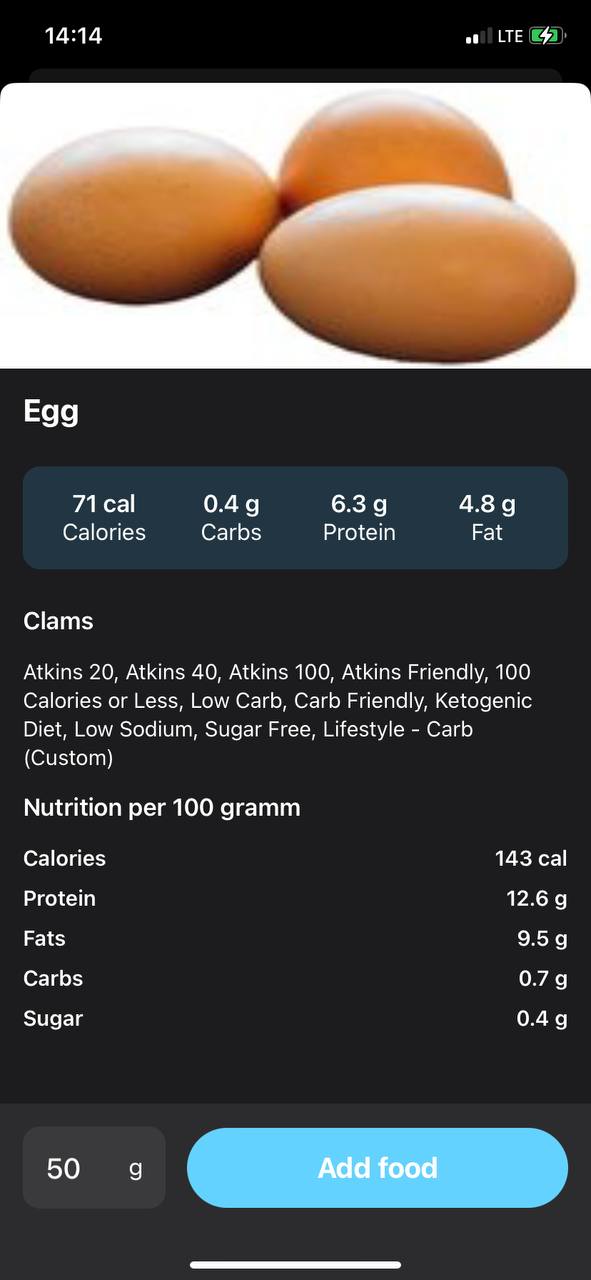 14:14
LTE
Egg
71 cal 0.4 g 6.3 g 4.8 g
Calories Carbs Protein Fat
Clams
Atkins 20, Atkins 40, Atkins 100, Atkins Friendly, 100
Calories or Less, Low Carb, Carb Friendly, Ketogenic
Diet, Low Sodium, Sugar Free, Lifestyle - Carb
(Custom)
Nutrition per 100 gramm
Calories 143 cal
Protein 12.6 g
Fats 9.5 g
Carbs 0.7 g
Sugar 0.4 g
50 g Add food